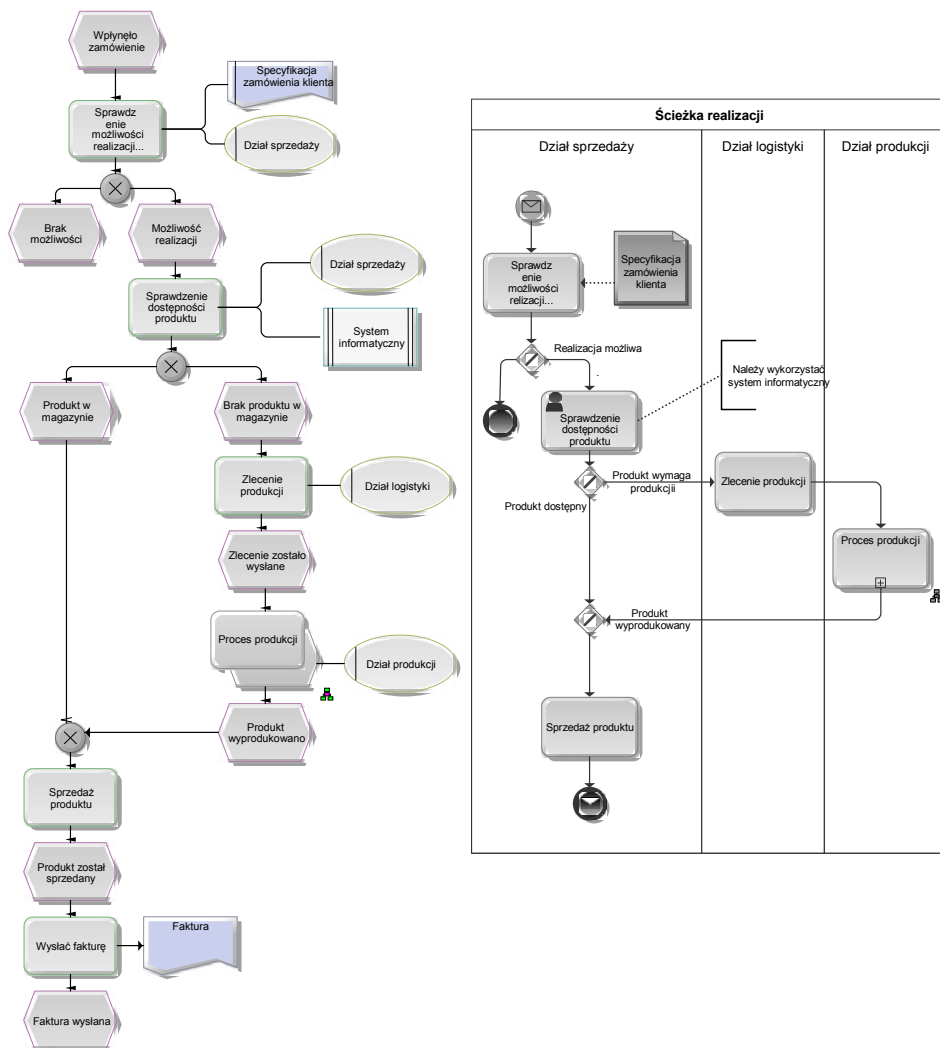 Wpłynęło
zamówienie
Specyfikacja
zamówienia klienta
Sprawdz
enie
możliwości
realizacji...
Dział sprzedaży
Brak
możliwości
Możliwość
realizacji
Dział sprzedaży
Sprawdzenie
dostępności
produktu
System
informatyczny
Produkt w
magazynie
Brak produktu w
magazynie
Zlecenie
produkcji
Dział logistyki
Zlecenie zostało
wysłane
Proces produkcji
Dział produkcji
Produkt
wyprodukowano
Sprzedaż
produktu
Produkt został
sprzedany
Wysłać fakturę
Faktura
Faktura wysłana
Ścieżka realizacji
Dział sprzedaży
Dział logistyki
Dział produkcji
Sprawdz
enie
możliwości
relizacji...
Specyfikacja
zamówienia
klienta
Realizacja możliwa
Należy wykorzystać
system informatyczny
Sprawdzenie
dostępności
produktu
Produkt wymaga
produkcjii
Produkt dostępny
Zlecenie produkcji
Proces produkcji
Produkt
wyprodukowany
Sprzedaż produktu